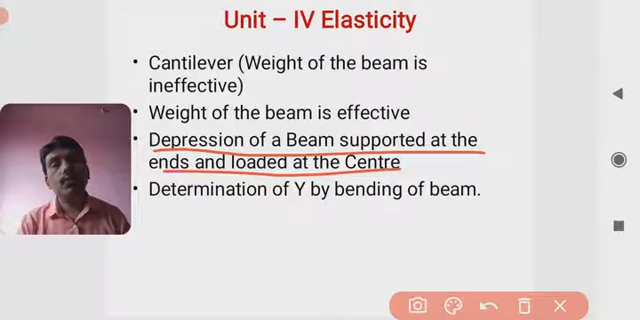 Unit – IV Elasticity
• Cantilever (Weight of the beam is
ineffective)
• Weight of the beam is effective
• Depression of a Beam supported at the
ends and loaded at the Centre
• Determination of Y by bending of beam.